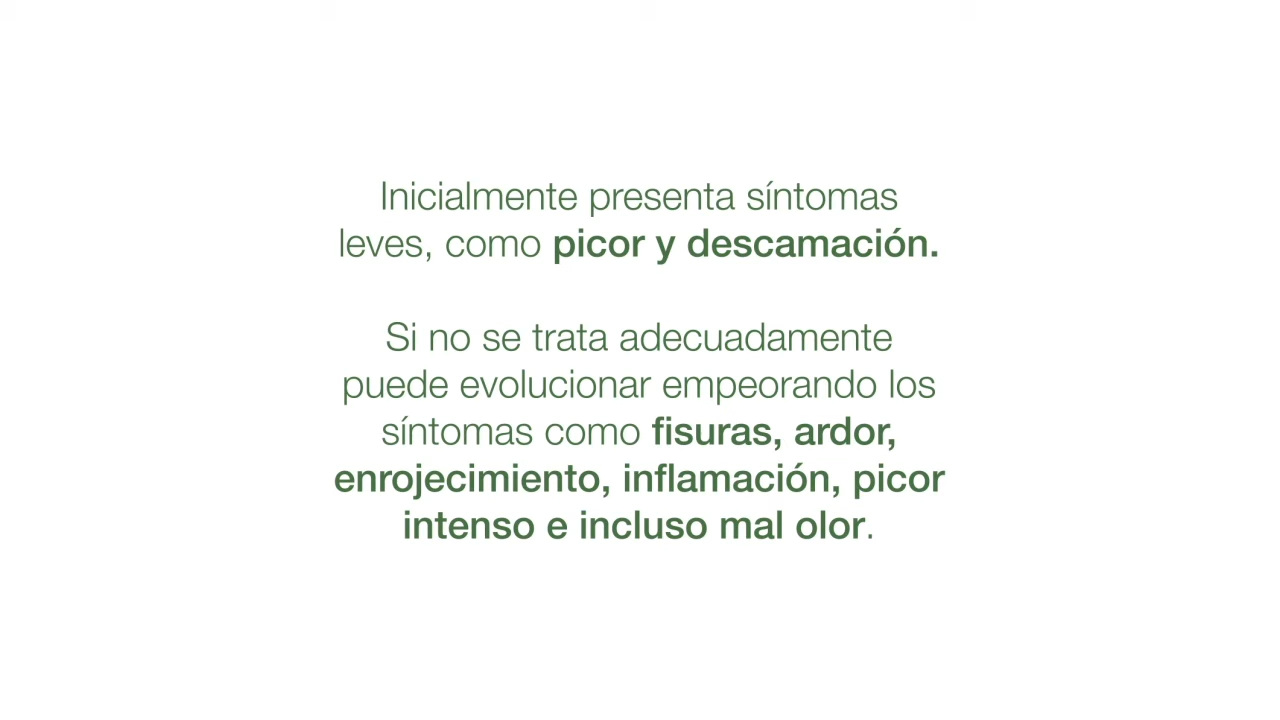 Inicialmente presenta síntomas
leves, como picor y descamación.
Si no se trata adecuadamente
puede evolucionar empeorando los
síntomas como fisuras, ardor,
enrojecimiento, inflamación, picor
intenso e incluso mal olor.